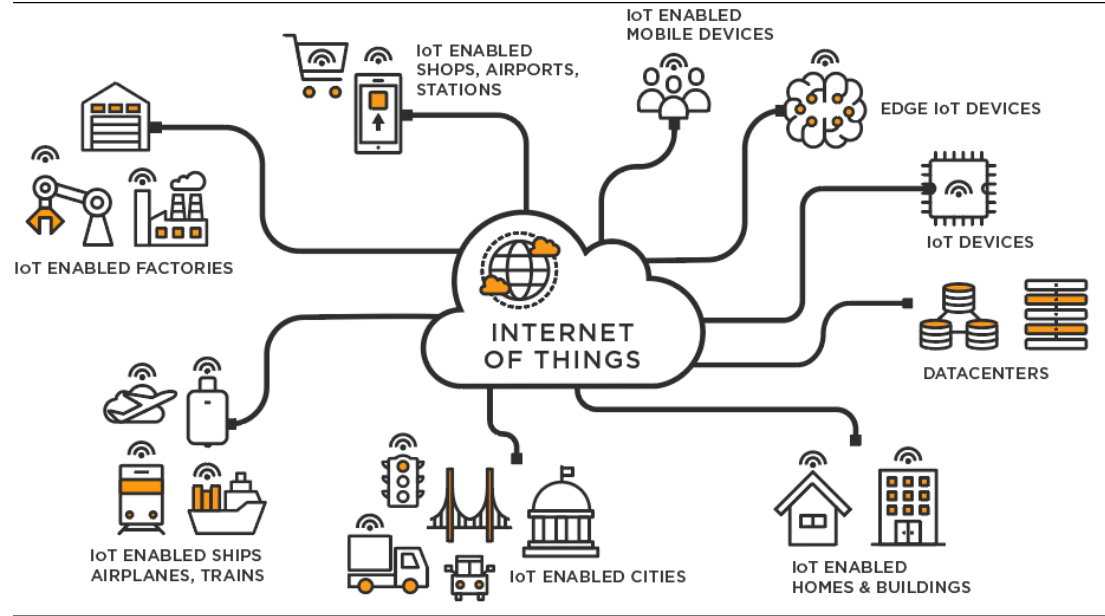 IoT ENABLED
MOBILE DEVICES
IoT ENABLED
SHOPS, AIRPORTS,
STATIONS
EDGE IoT DEVICES
IoT DEVICES
IoT ENABLED FACTORIES
INTERNET
OF THINGS
DATACENTERS
IoT ENABLED SHIPS
AIRPLANES, TRAINS
IoT ENABLED CITIES
IoT ENABLED
HOMES & BUILDINGS